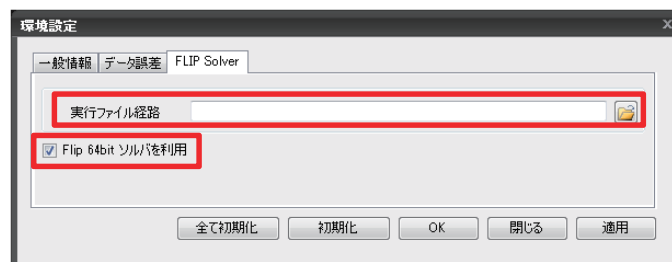 環境設定
一般情報 データ誤差 FLIP Solver
実行ファイル経路
Flip 64bit ソルバを利用
全て初期化 初期化 OK 閉じる 適用